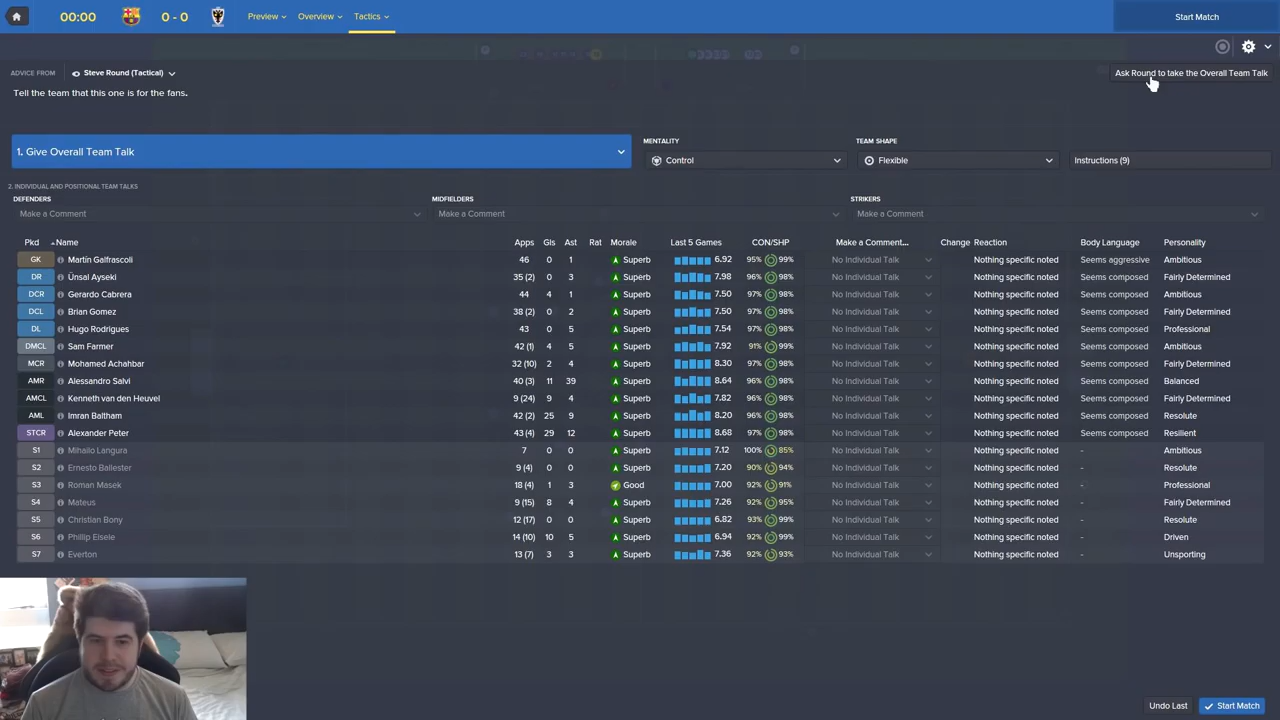 00:00 0 - 0 Preview Overview Tactics Start Match
ADVICE FROM Steve Round (Tactical) Ask Round to take the Overall Team Talk
Tell the team that this one is for the fans.
MENTALITY TEAM SHAPE
1. Give Overall Team Talk Control Flexible Instructions (9)
2. INDIVIDUAL AND POSITIONAL TEAM TALKS
DEFENDERS MIDFIELDERS STRIKERS
Make a Comment Make a Comment Make a Comment
Pkd Name Apps Gls Ast Rat Morale Last 5 Games CON/SHP Make a Comment... Change Reaction Body Language Personality
GK Martín Galfrascoli 46 0 1 Superb 6.92 95% 99% No Individual Talk Nothing specific noted Seems aggressive Ambitious
DR Ünsal Ayseki 35 (2) 0 3 Superb 7.98 96% 98% No Individual Talk Nothing specific noted Seems composed Fairly Determined
DCR Gerardo Cabrera 44 4 1 Superb 7.50 97% 98% No Individual Talk Nothing specific noted Seems composed Ambitious
DCL Brian Gomez 38 (2) 0 2 Superb 7.50 97% 98% No Individual Talk Nothing specific noted Seems composed Fairly Determined
DL Hugo Rodrigues 43 0 5 Superb 7.54 97% 98% No Individual Talk Nothing specific noted Seems composed Professional
DMCL Sam Farmer 42 (1) 4 5 Superb 7.92 91% 99% No Individual Talk Nothing specific noted Seems composed Ambitious
MCR Mohamed Achahbar 32 (10) 2 4 Superb 8.30 97% 98% No Individual Talk Nothing specific noted Seems composed Fairly Determined
AMR Alessandro Salvi 40 (3) 11 39 Superb 8.64 96% 98% No Individual Talk Nothing specific noted Seems composed Balanced
AMCL Kenneth van den Heuvel 9 (24) 9 4 Superb 7.82 96% 98% No Individual Talk Nothing specific noted Seems composed Fairly Determined
AML Imran Baltham 42 (2) 25 9 Superb 8.20 96% 98% No Individual Talk Nothing specific noted Seems composed Resolute
STCR Alexander Peter 43 (4) 29 12 Superb 8.68 97% 98% No Individual Talk Nothing specific noted Seems composed Resilient
S1 Mihailo Langura 7 0 0 Superb 7.12 100% 85% No Individual Talk Nothing specific noted - Ambitious
S2 Ernesto Ballester 9 (4) 0 0 Superb 7.20 90% 94% No Individual Talk Nothing specific noted - Resolute
S3 Roman Masek 18 (4) 1 3 Good 7.00 92% 91% No Individual Talk Nothing specific noted - Professional
S4 Mateus 9 (15) 8 4 Superb 7.26 92% 95% No Individual Talk Nothing specific noted - Fairly Determined
S5 Christian Bony 12 (17) 0 0 Superb 6.82 93% 99% No Individual Talk Nothing specific noted - Resolute
S6 Phillip Eisele 14 (10) 10 5 Superb 6.94 92% 99% No Individual Talk Nothing specific noted - Driven
S7 Everton 13 (7) 3 3 Superb 7.36 92% 93% No Individual Talk Nothing specific noted - Unsporting
Undo Last Start Match